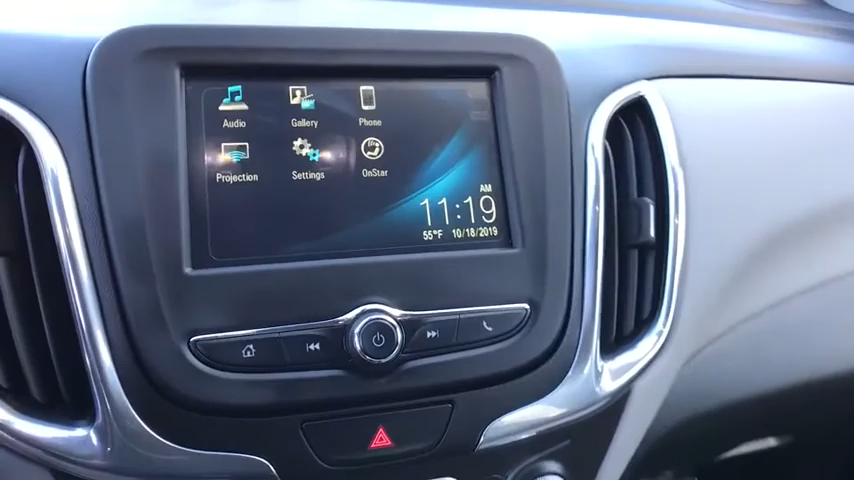 Audio Gallery Phone
Projection Settings OnStar
AM
11:19
55°F 10/18/2019